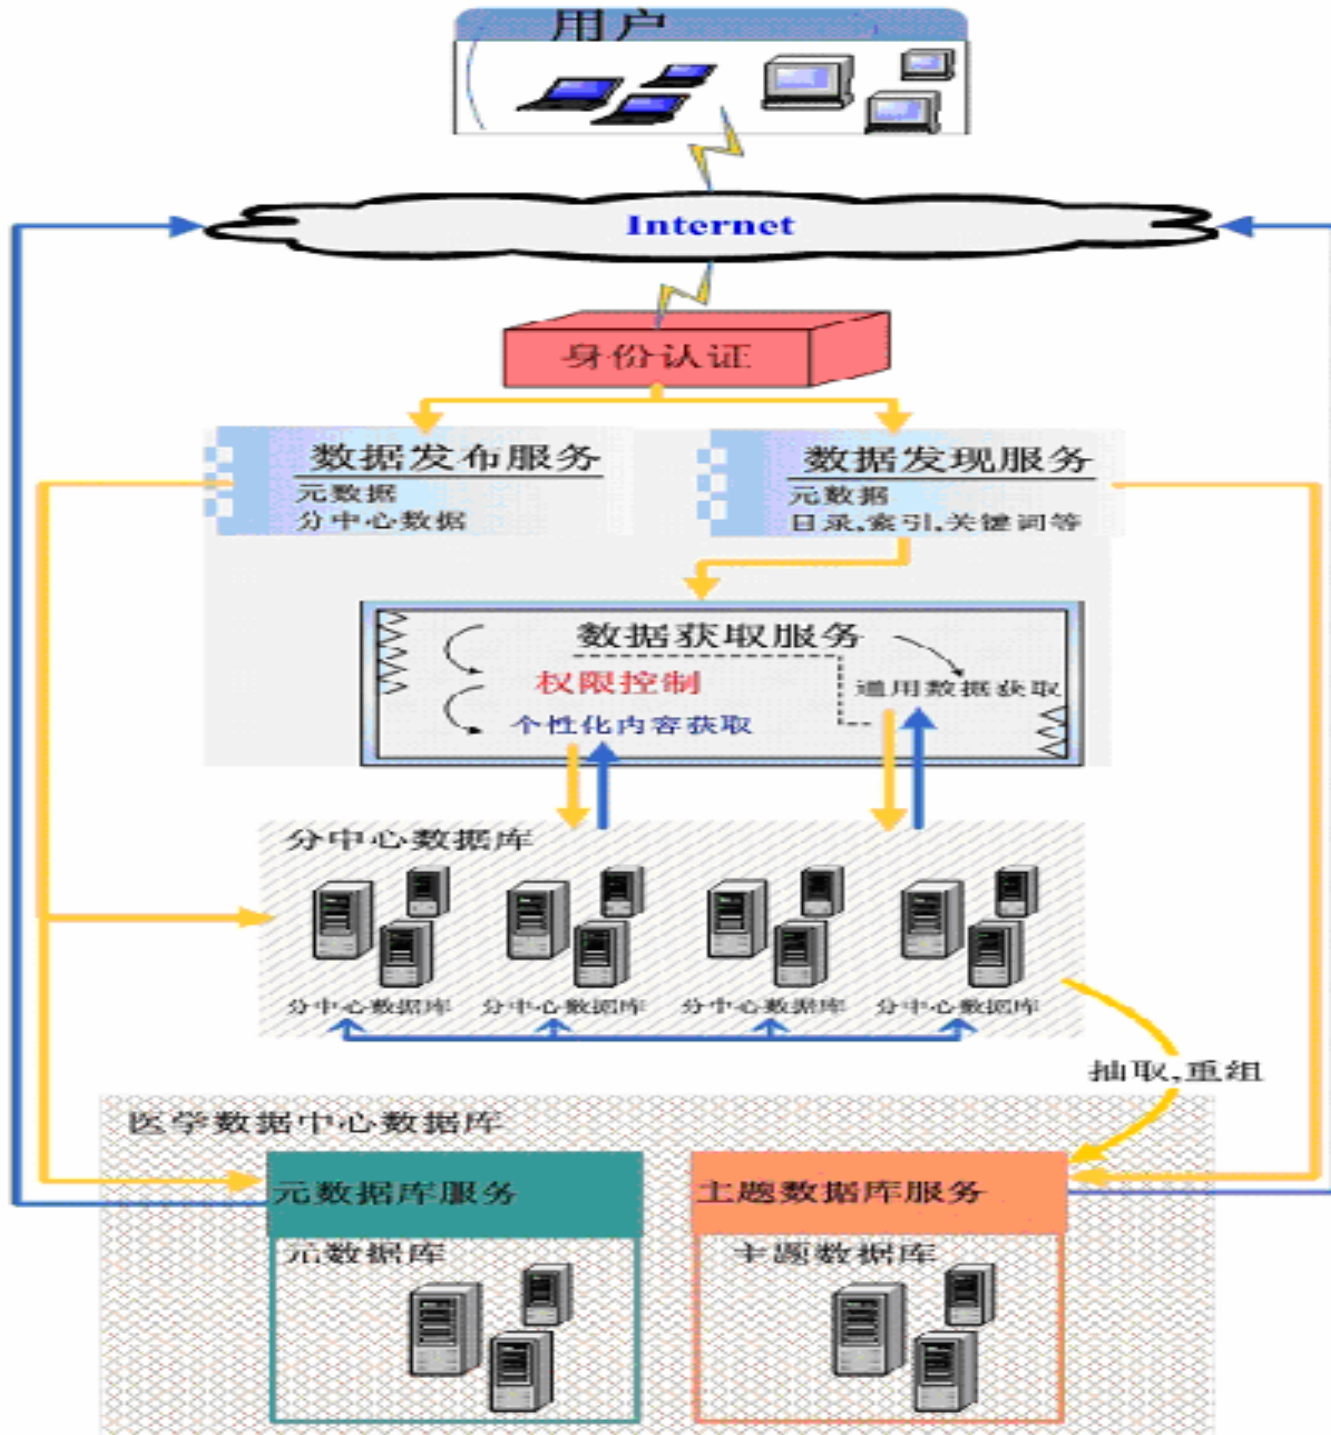 用户
Internet
身份认证
数据发布服务
元数据
分中心数据
数据发现服务
元数据
目录,索引,关键词等
数据获取服务
权限控制
通用数据获取
个性化内容获取
分中心数据库
分中心数据库
分中心数据库
分中心数据库
分中心数据库
抽取,重组
医学数据中心数据库
元数据库服务
主题数据库服务
元数据库
主题数据库